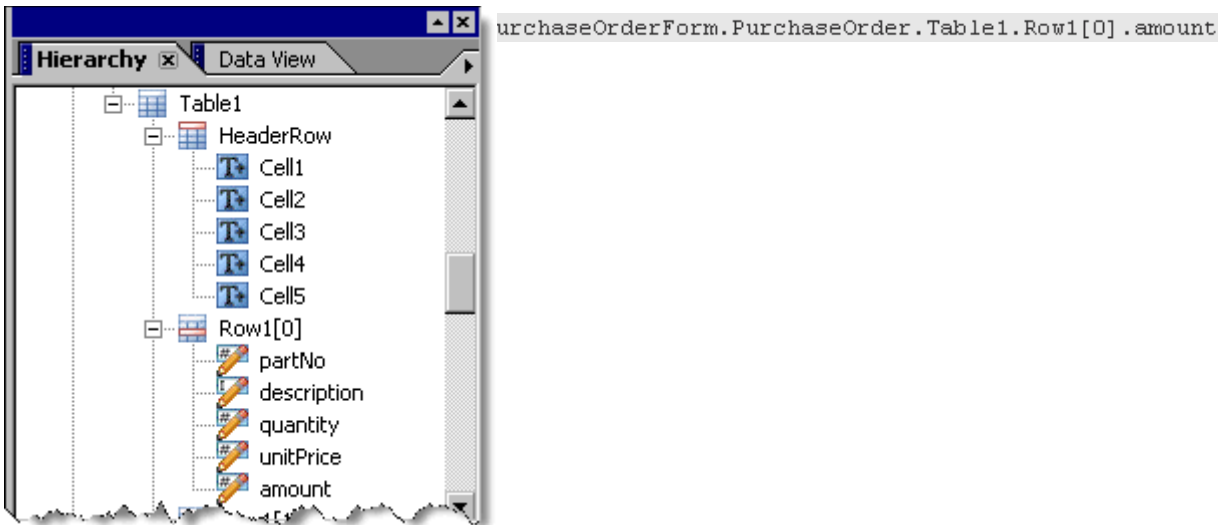 Hierarchy
Data View
urchaseOrderForm.PurchaseOrder.Table1.Row1[0].amount
Table1
HeaderRow
Cell1
Cell2
Cell3
Cell4
Cell5
Row1[0]
partNo
description
quantity
unitPrice
amount